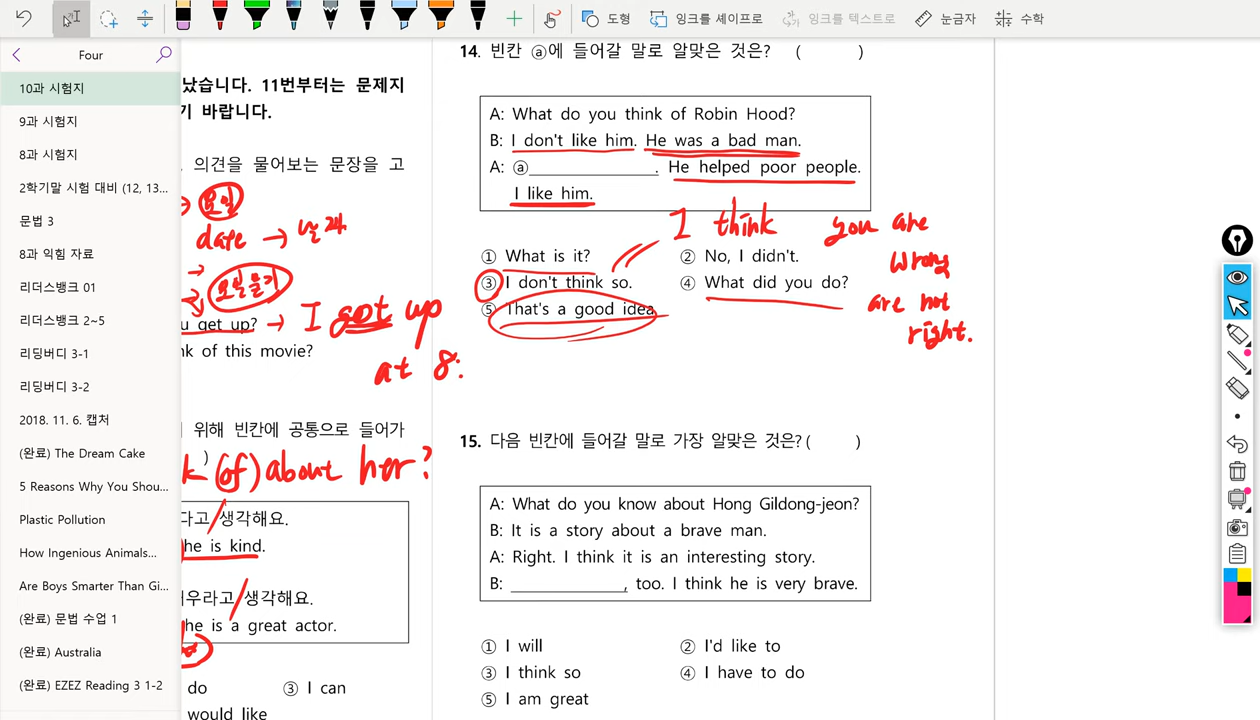 도형
잉크를 셰이프로
잉크를 텍스트로
눈금자
수학
Four
10과 시험지
9과 시험지
8과 시험지
2학기말 시험 대비 (12, 13...
문법 3
8과 익힘 자료
리더스뱅크 01
리더스뱅크 2~5
리딩버디 3-1
리딩버디 3-2
2018. 11. 6. 캡처
(완료) The Dream Cake
5 Reasons Why You Shou...
Plastic Pollution
How Ingenious Animals...
Are Boys Smarter Than Gi...
(완료) 문법 수업 1
(완료) Australia
(완료) EZEZ Reading 3 1-2
났습니다. 11번부터는 문제지
기 바랍니다.
의견을 물어보는 문장을 고
요일
date → 날짜
요일묻기
u get up? → I got up
at 8:
nk of this movie?
위해 빈칸에 공통으로 들어가
)
k (of) about her?
다고 / 생각해요.
he is kind.
배우라고 / 생각해요.
he is a great actor.
do ③ I can
would like
14. 빈칸 ⓐ에 들어갈 말로 알맞은 것은? ( )
A: What do you think of Robin Hood?
B: I don't like him. He was a bad man.
A: ⓐ____________. He helped poor people.
I like him.
I think you are
wrong
are not
right.
① What is it? ② No, I didn't.
③ I don't think so. ④ What did you do?
⑤ That's a good idea
15. 다음 빈칸에 들어갈 말로 가장 알맞은 것은? ( )
A: What do you know about Hong Gildong-jeon?
B: It is a story about a brave man.
A: Right. I think it is an interesting story.
B: ____________, too. I think he is very brave.
① I will ② I'd like to
③ I think so ④ I have to do
⑤ I am great